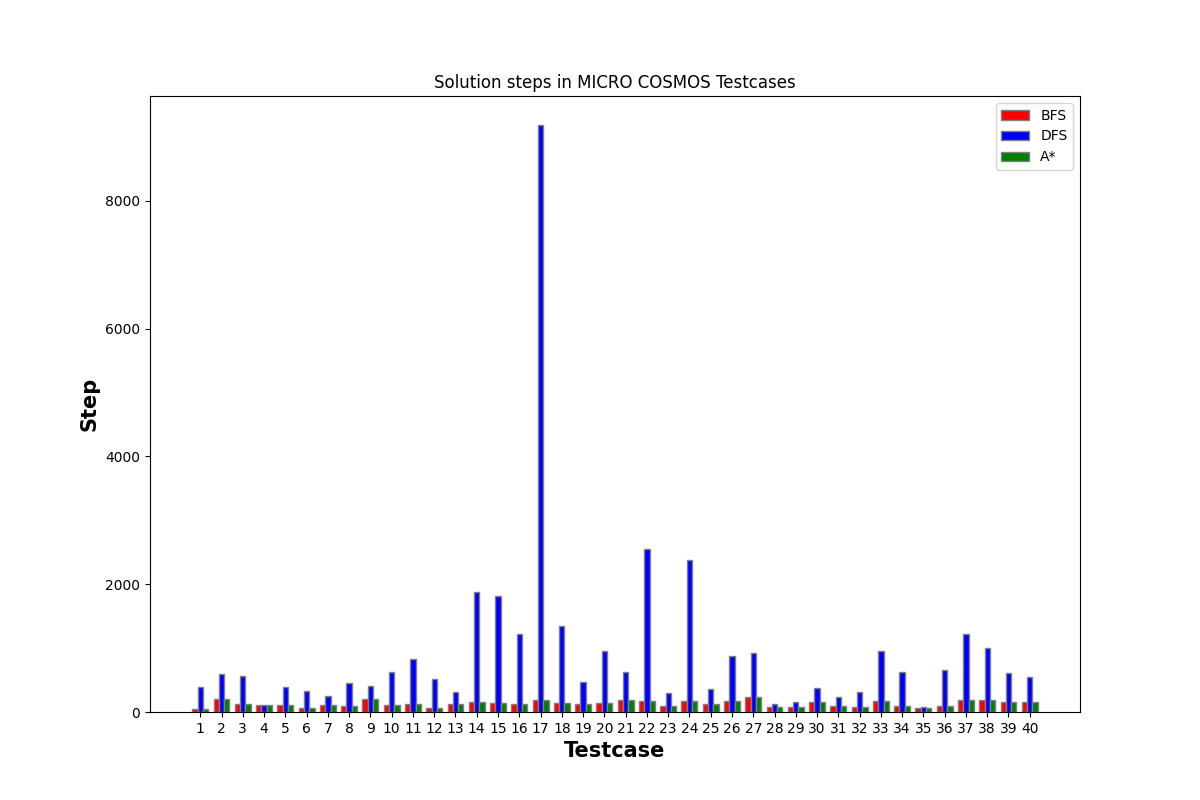 Solution steps in MICRO COSMOS Testcases
BFS
DFS
A*
8000
6000
4000
2000
0
Step
1 2 3 4 5 6 7 8 9 10 11 12 13 14 15 16 17 18 19 20 21 22 23 24 25 26 27 28 29 30 31 32 33 34 35 36 37 38 39 40
Testcase